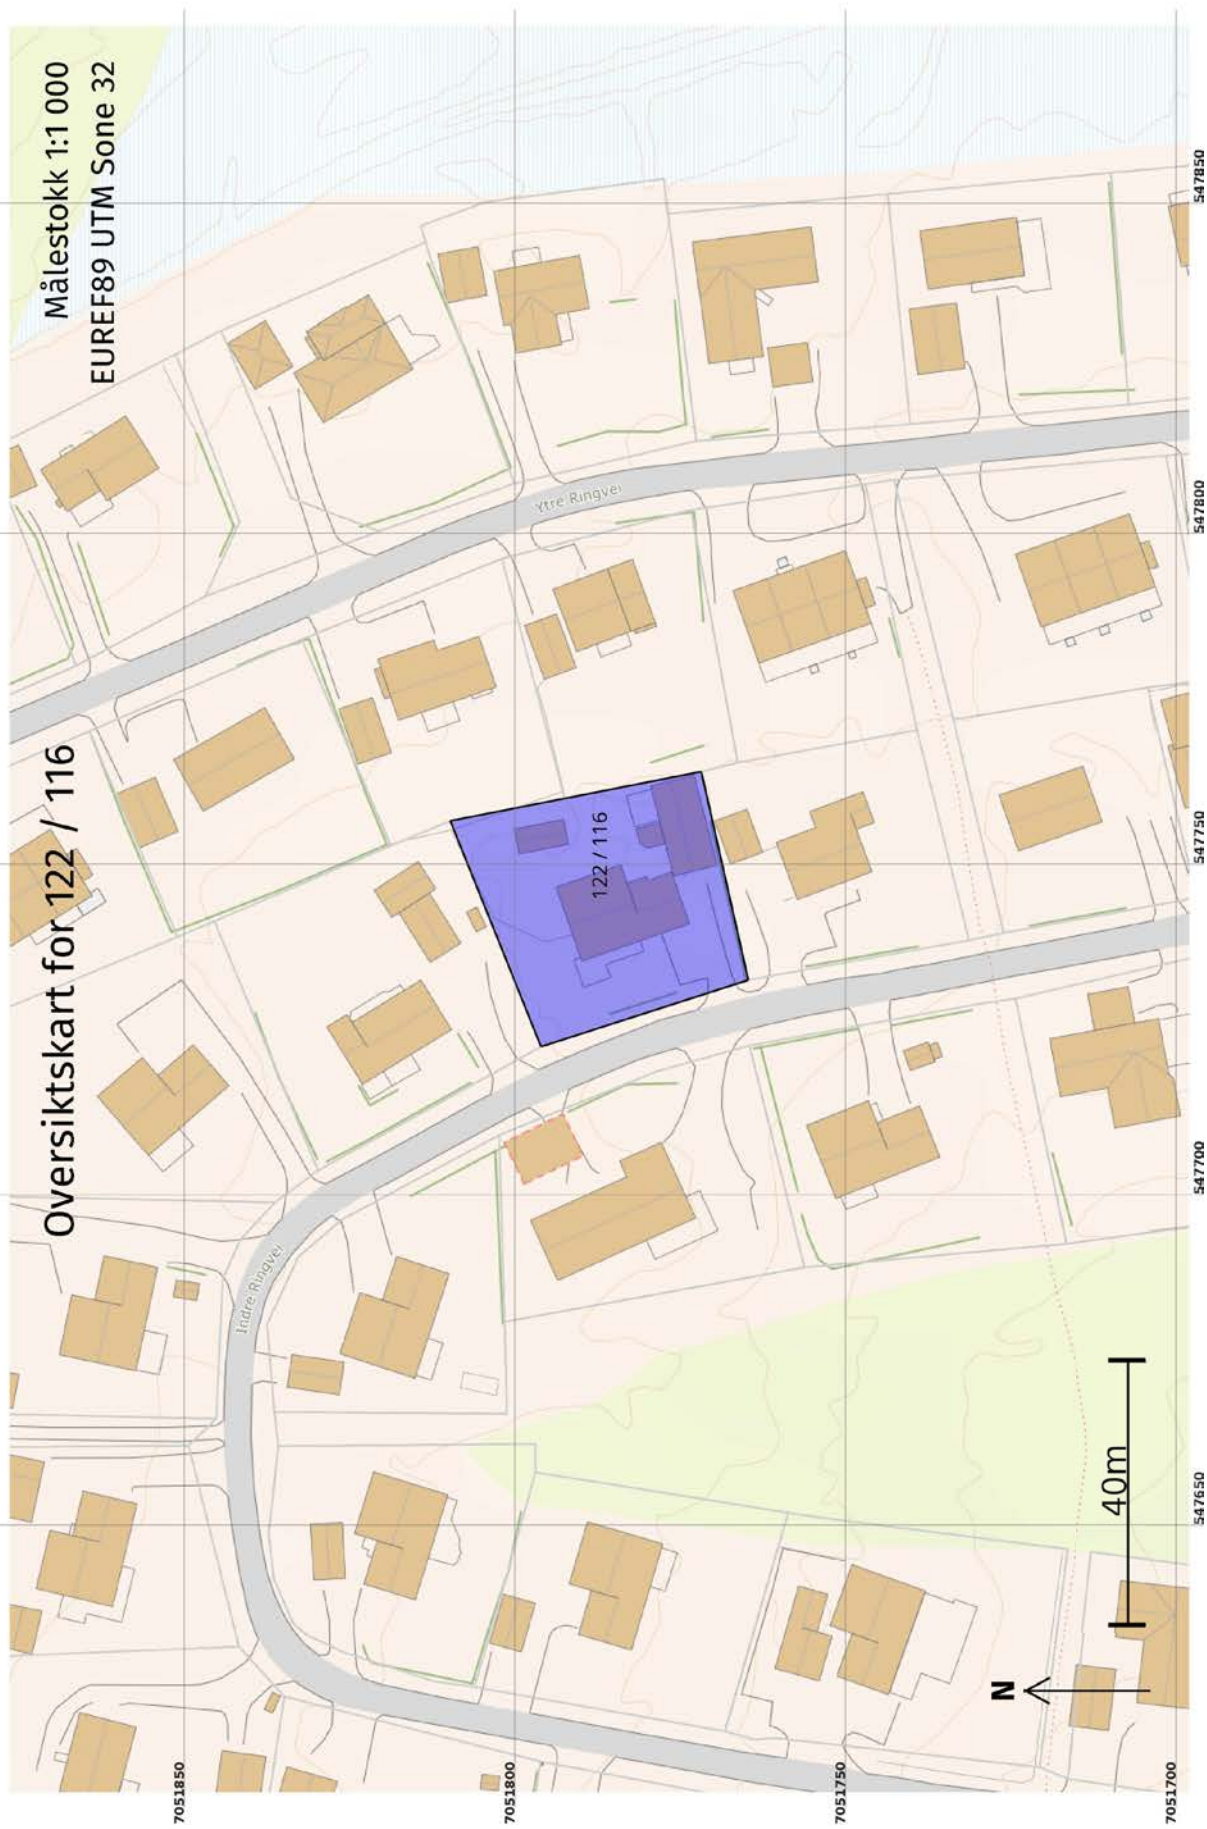 Oversiktskart for 122 / 116
Målestokk 1:1 000
EUREF89 UTM Sone 32
Ytre Ringvei
Indre Ringvei
122 / 116
40m
N
7051850
7051800
7051750
7051700
547650
547700
547750
547800
547850